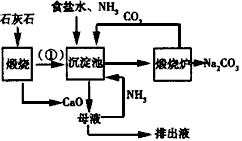 食盐水、NH₃
石灰石
CO₂
煅烧
(①)
沉淀池
煅烧炉
Na₂CO₃
CaO
NH₃
母液
排出液